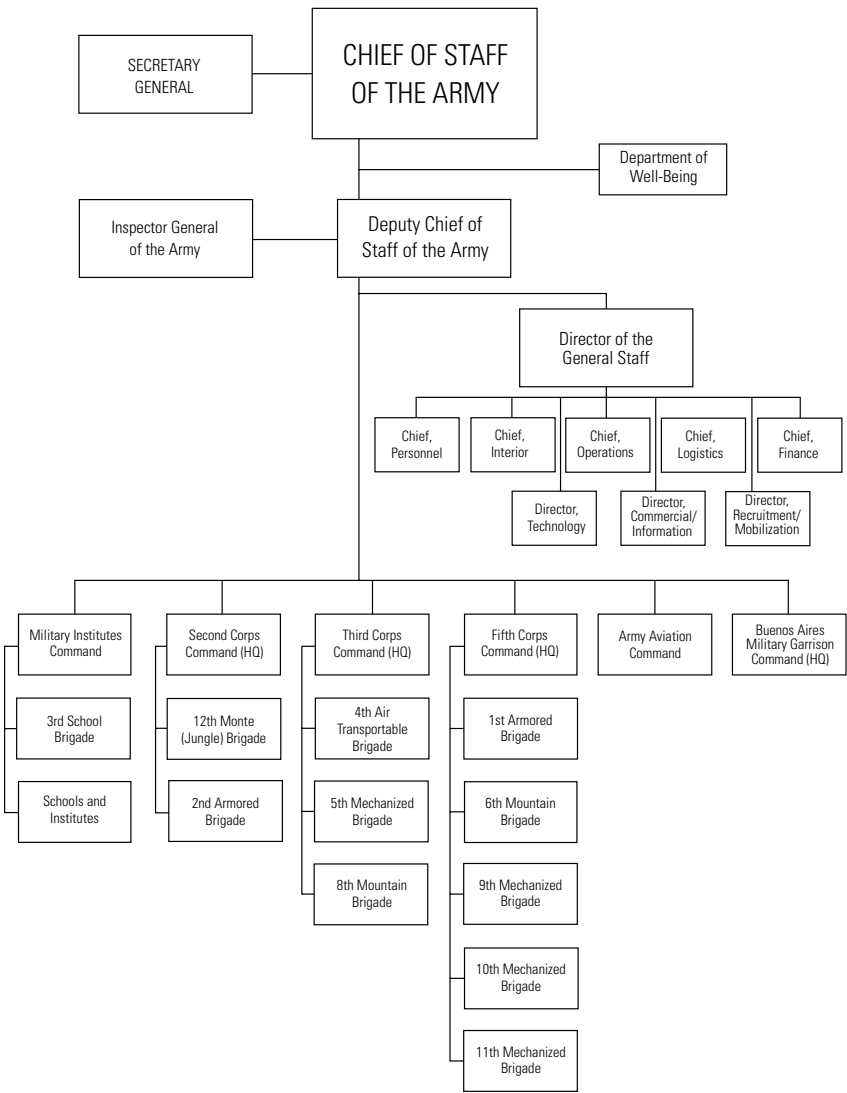 SECRETARY
GENERAL
CHIEF OF STAFF
OF THE ARMY
Department of
Well-Being
Inspector General
of the Army
Deputy Chief of
Staff of the Army
Director of the
General Staff
Chief,
Personnel
Chief,
Interior
Chief,
Operations
Chief,
Logistics
Chief,
Finance
Director,
Technology
Director,
Commercial/
Information
Director,
Recruitment/
Mobilization
Military Institutes
Command
Second Corps
Command (HQ)
Third Corps
Command (HQ)
Fifth Corps
Command (HQ)
Army Aviation
Command
Buenos Aires
Military Garrison
Command (HQ)
3rd School
Brigade
12th Monte
(Jungle) Brigade
4th Air
Transportable
Brigade
1st Armored
Brigade
Schools and
Institutes
2nd Armored
Brigade
5th Mechanized
Brigade
6th Mountain
Brigade
8th Mountain
Brigade
9th Mechanized
Brigade
10th Mechanized
Brigade
11th Mechanized
Brigade